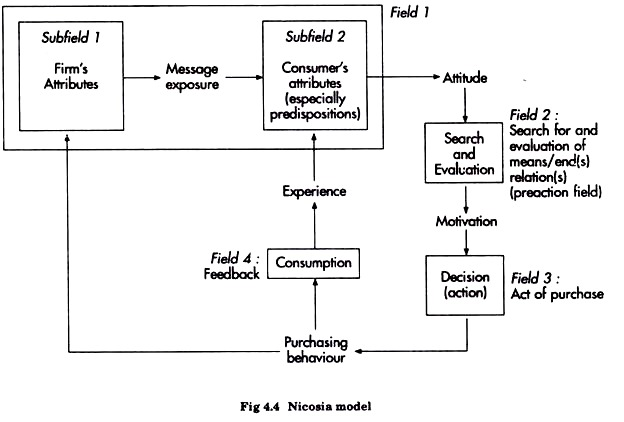 Field 1
Subfield 1
Firm's
Attributes
Message
exposure
Subfield 2
Consumer's
attributes
(especially
predispositions)
Attitude
Search
and
Evaluation
Field 2 :
Search for and
evaluation of
means/end(s)
relation(s)
(preaction field)
Motivation
Decision
(action)
Field 3 :
Act of purchase
Experience
Field 4 :
Feedback
Consumption
Purchasing
behaviour
Fig 4.4 Nicosia model